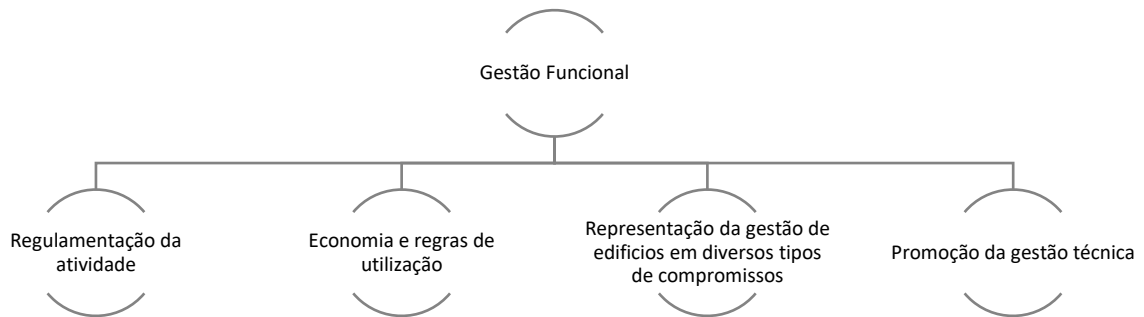 Gestão Funcional
Regulamentação da
atividade
Economia e regras de
utilização
Representação da gestão de
edificios em diversos tipos
de compromissos
Promoção da gestão técnica